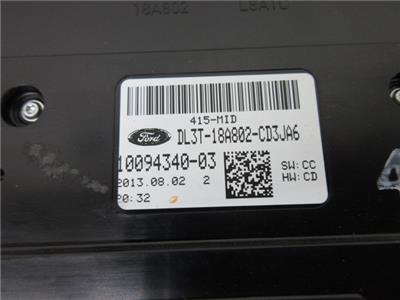 18A802 L8A1C
415-MID
Ford DL3T-18A802-CD3JA6
10094340-03 SW:CC
2013.08.02 2 HW:CD
20:32